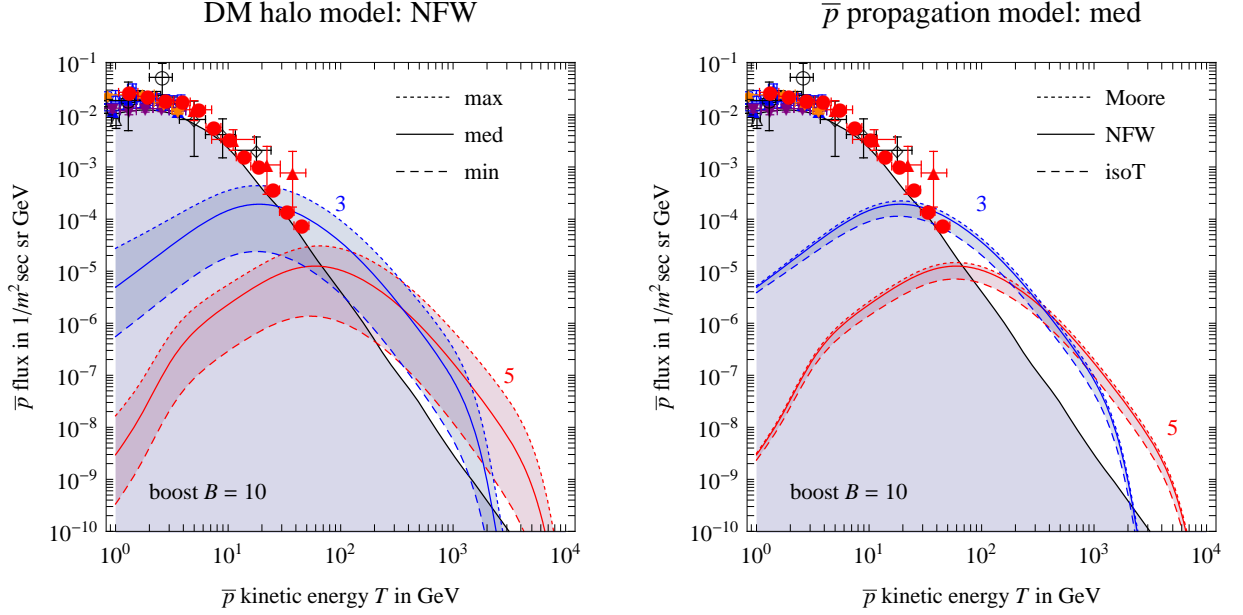 DM halo model: NFW
10⁻¹
10⁻²
10⁻³
10⁻⁴
10⁻⁵
10⁻⁶
10⁻⁷
10⁻⁸
10⁻⁹
10⁻¹⁰
p̅ flux in 1/m² sec sr GeV
max
med
min
3
5
boost B = 10
10⁰ 10¹ 10² 10³ 10⁴
p̅ kinetic energy T in GeV
p̅ propagation model: med
10⁻¹
10⁻²
10⁻³
10⁻⁴
10⁻⁵
10⁻⁶
10⁻⁷
10⁻⁸
10⁻⁹
10⁻¹⁰
p̅ flux in 1/m² sec sr GeV
Moore
NFW
isoT
3
5
boost B = 10
10⁰ 10¹ 10² 10³ 10⁴
p̅ kinetic energy T in GeV